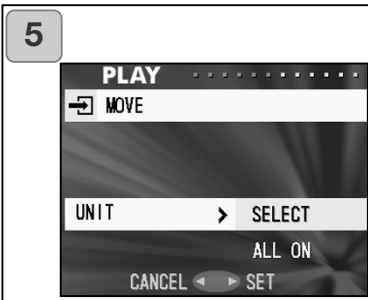 5
PLAY
MOVE
UNIT > SELECT
ALL ON
CANCEL ◄ ► SET